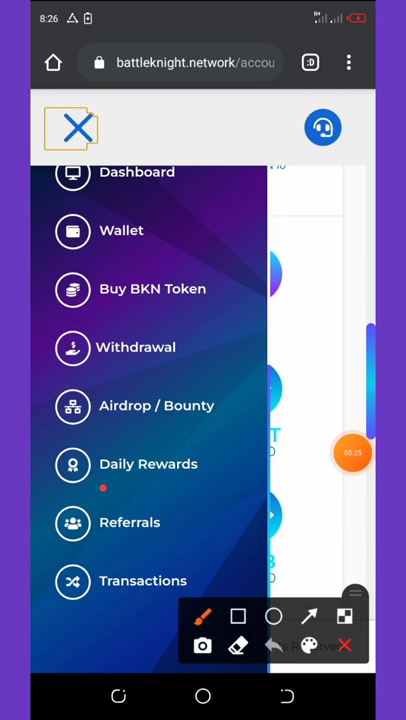 8:26
battleknight.network/accou
:D
Dashboard
Wallet
Buy BKN Token
Withdrawal
Airdrop / Bounty
T
D
05:25
Daily Rewards
Referrals
B
D
Transactions
s Reserve